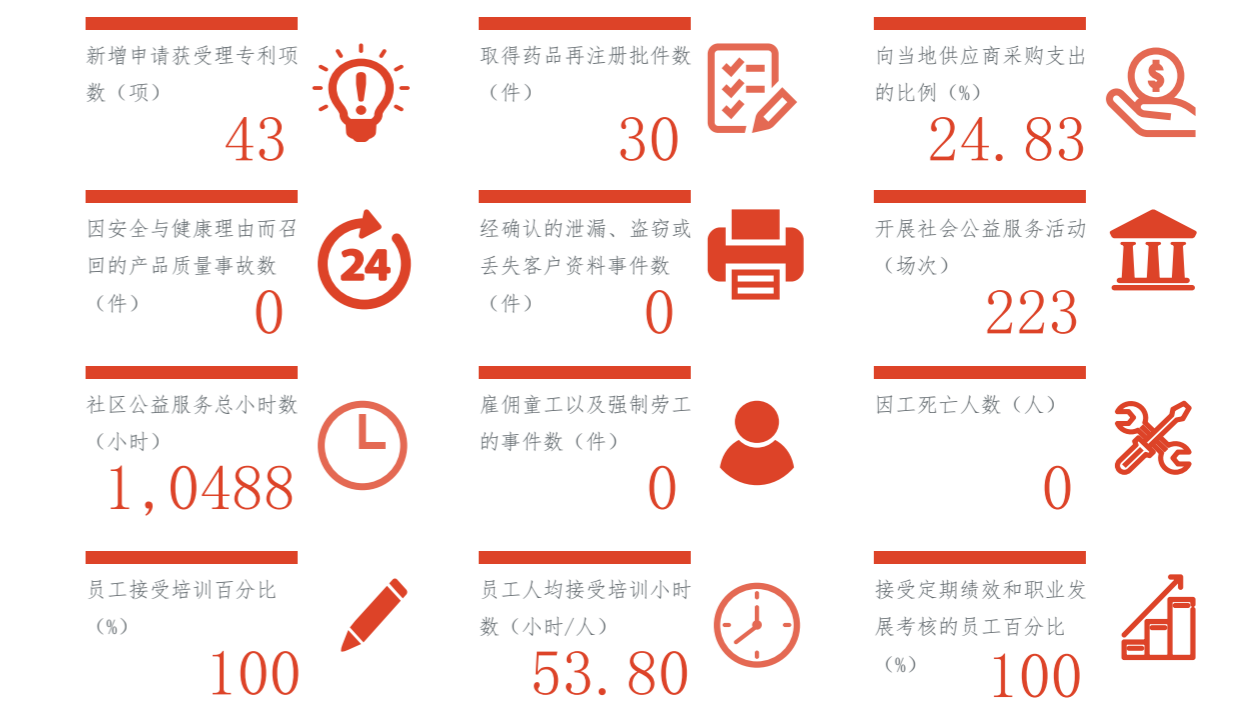 新增申请获受理专利项
数（项）
43
取得药品再注册批件数
（件）
30
向当地供应商采购支出
的比例（%）
24.83
因安全与健康理由而召
回的产品质量事故数
（件）
0
24
经确认的泄漏、盗窃或
丢失客户资料事件数
（件）
0
开展社会公益服务活动
（场次）
223
社区公益服务总小时数
（小时）
1,0488
雇佣童工以及强制劳工
的事件数（件）
0
因工死亡人数（人）
0
员工接受培训百分比
（%）
100
员工人均接受培训小时
数（小时/人）
53.80
接受定期绩效和职业发
展考核的员工百分比
（%）
100